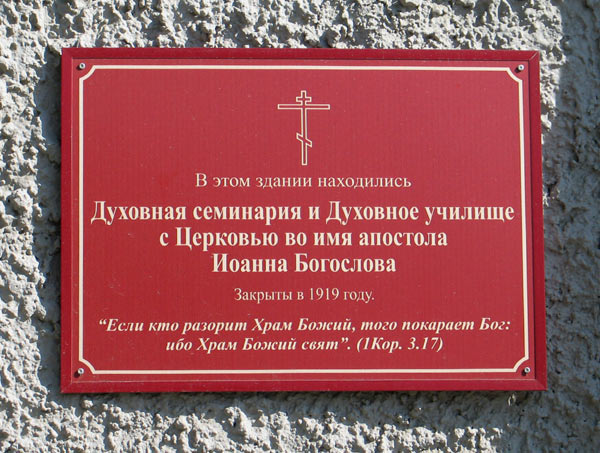 В этом здании находились
Духовная семинария и Духовное училище
с Церковью во имя апостола
Иоанна Богослова
Закрыты в 1919 году.
“Если кто разорит Храм Божий, того покарает Бог:
ибо Храм Божий свят”. (1Кор. 3.17)